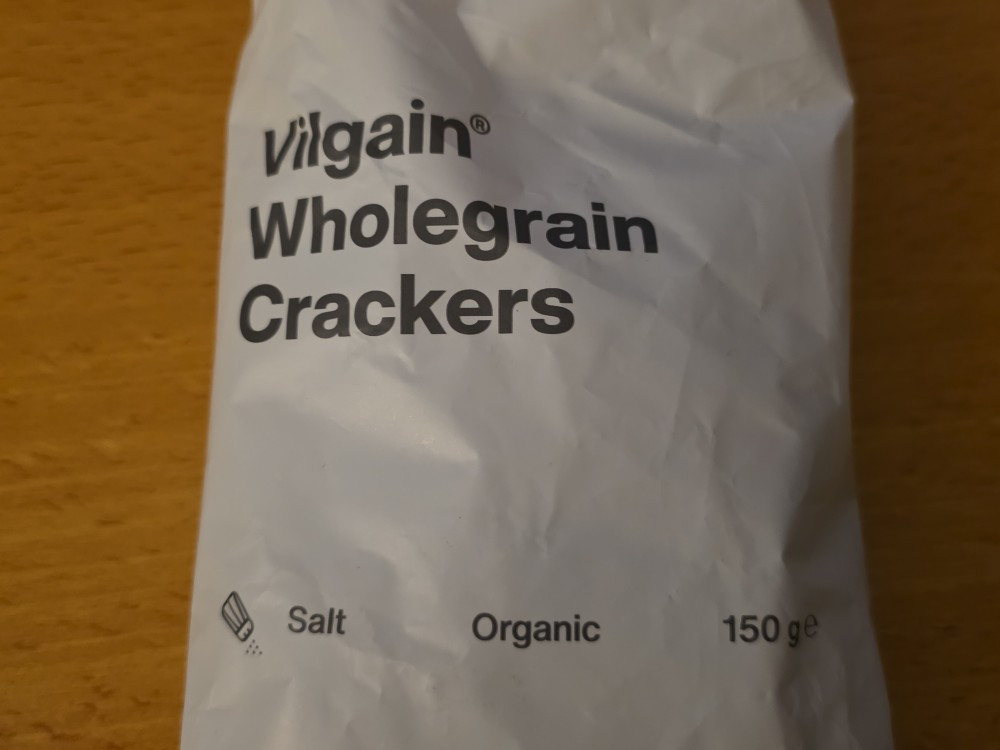 Vilgain®
Wholegrain
Crackers
Salt Organic 150 g e